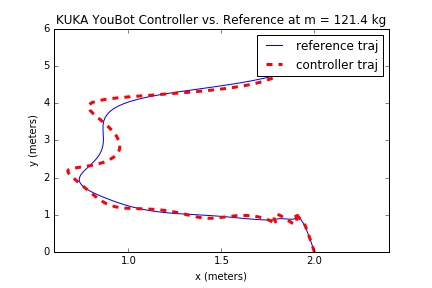 KUKA YouBot Controller vs. Reference at m = 121.4 kg
reference traj
controller traj
6
5
4
3
2
1
0
y (meters)
1.0 1.5 2.0
x (meters)